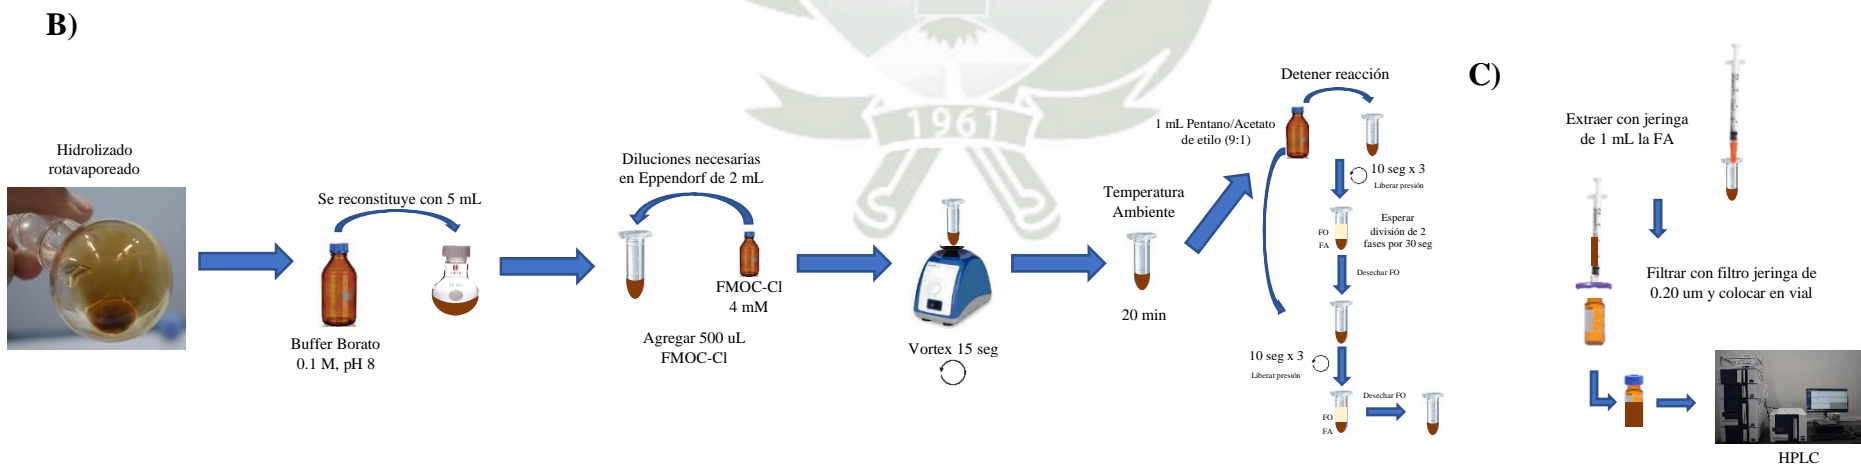 B)
Hidrolizado
rotavaporeado
Se reconstituye con 5 mL
Buffer Borato
0.1 M, pH 8
Diluciones necesarias
en Eppendorf de 2 mL
FMOC-Cl
4 mM
Agregar 500 uL
FMOC-Cl
1961
Vortex 15 seg
Temperatura
Ambiente
20 min
Detener reacción
1 mL Pentano/Acetato
de etilo (9:1)
10 seg x 3
Liberar presión
FO
FA
Esperar
división de 2
fases por 30 seg
Desechar FO
10 seg x 3
Liberar presión
FO
FA
Desechar FO
C)
Extraer con jeringa
de 1 mL la FA
Filtrar con filtro jeringa de
0.20 um y colocar en vial
HPLC